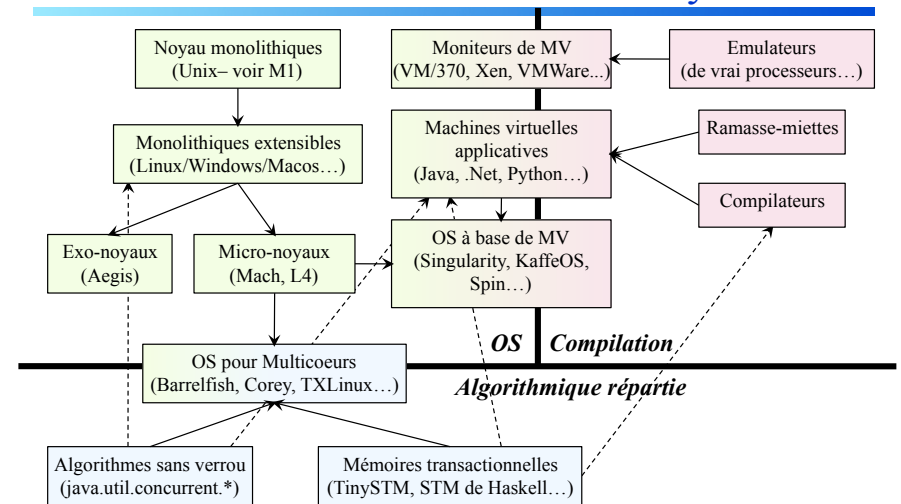 Noyau monolithiques
(Unix– voir M1)
Moniteurs de MV
(VM/370, Xen, VMWare...)
Emulateurs
(de vrai processeurs…)
Monolithiques extensibles
(Linux/Windows/Macos…)
Machines virtuelles
applicatives
(Java, .Net, Python…)
Ramasse-miettes
Compilateurs
Exo-noyaux
(Aegis)
Micro-noyaux
(Mach, L4)
OS à base de MV
(Singularity, KaffeOS,
Spin…)
OS Compilation
OS pour Multicoeurs
(Barrelfish, Corey, TXLinux…)
Algorithmique répartie
Algorithmes sans verrou
(java.util.concurrent.*)
Mémoires transactionnelles
(TinySTM, STM de Haskell…)